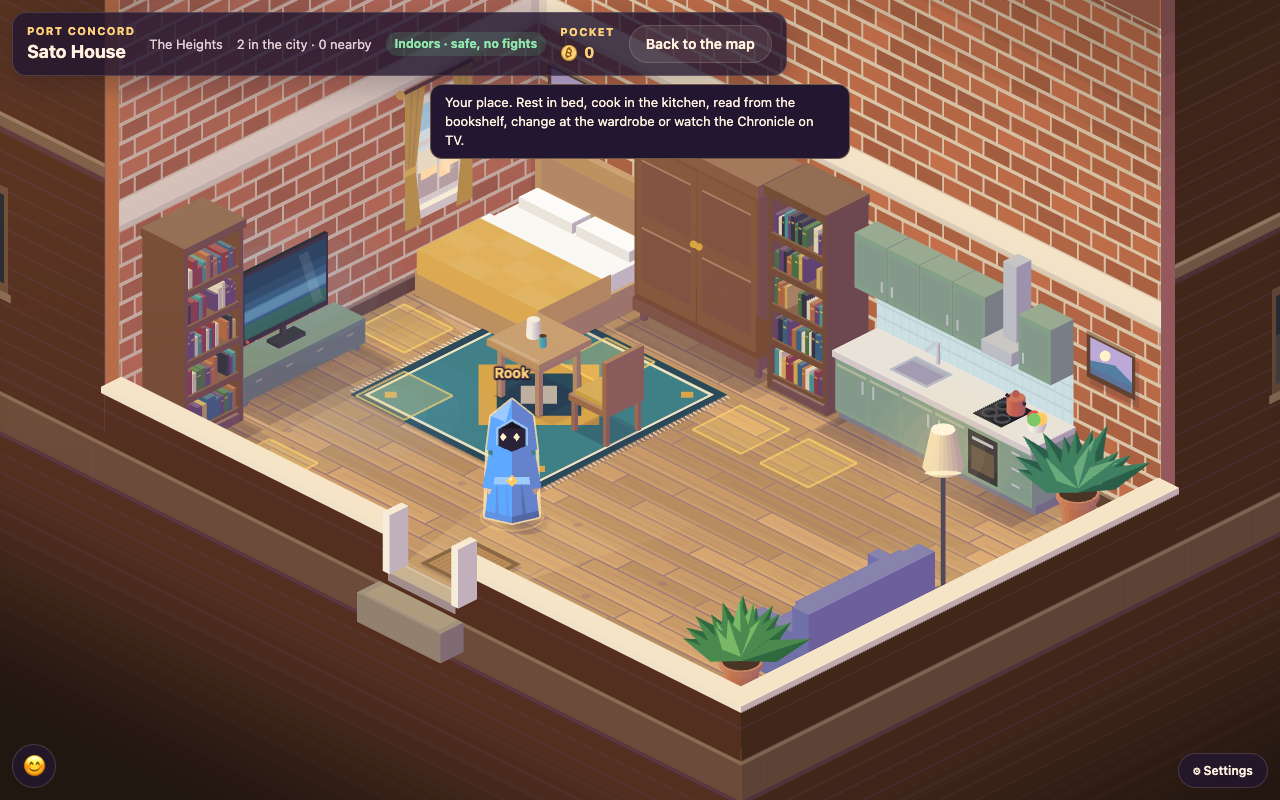 PORT CONCORD
Sato House
The Heights
2 in the city · 0 nearby
Indoors · safe, no fights
POCKET
0
Back to the map
Your place. Rest in bed, cook in the kitchen, read from the
bookshelf, change at the wardrobe or watch the Chronicle on
TV.
Rook
Settings